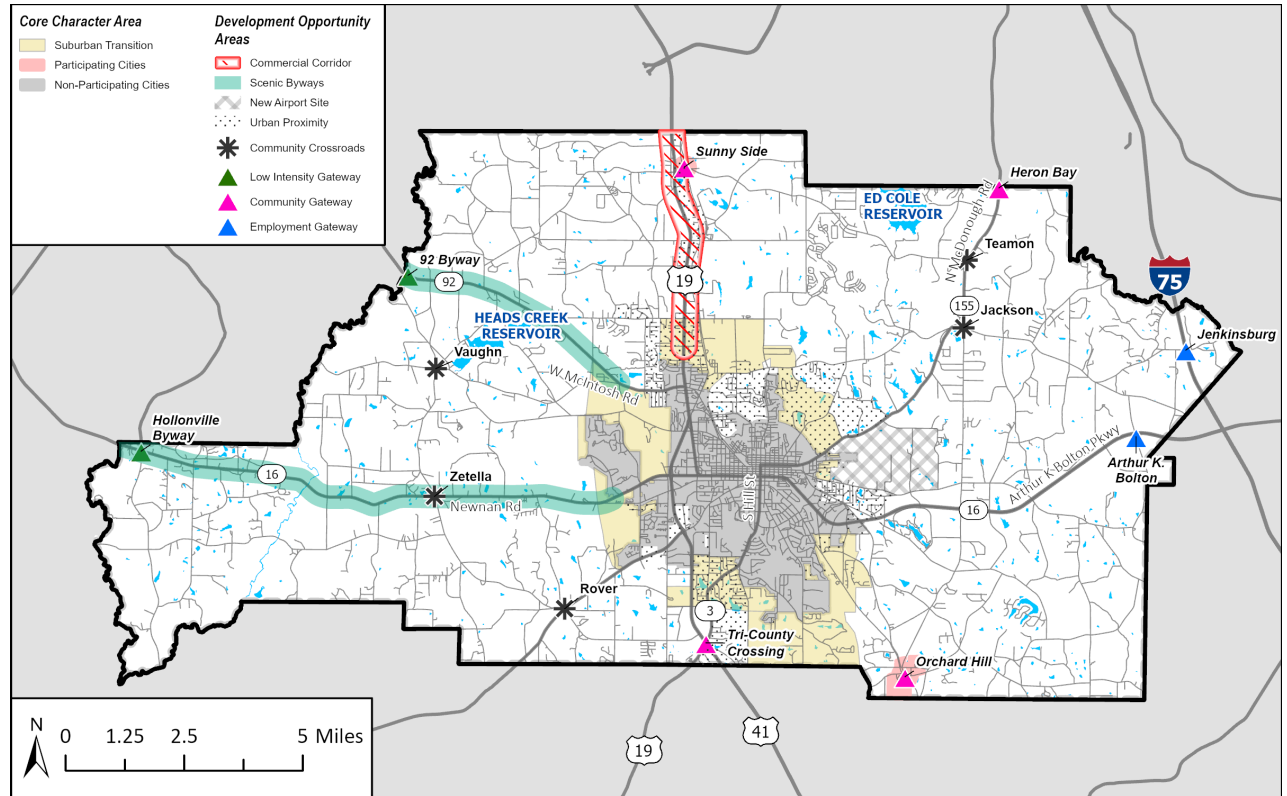 Core Character Area
Suburban Transition
Participating Cities
Non-Participating Cities
Development Opportunity
Areas
Commercial Corridor
Scenic Byways
New Airport Site
Urban Proximity
Community Crossroads
Low Intensity Gateway
Community Gateway
Employment Gateway
Sunny Side
Heron Bay
ED COLE
RESERVOIR
N McDonough Rd
Teamon
92 Byway
92
19
75
155
Jackson
HEADS CREEK
RESERVOIR
Vaughn
Jenkinsburg
W McIntosh Rd
Hollonville
Byway
16
Zetella
Newnan Rd
S Hill St
Arthur K Bolton Pkwy
Arthur K.
Bolton
16
Rover
3
Tri-County
Crossing
Orchard Hill
N
0 1.25 2.5 5 Miles
19
41